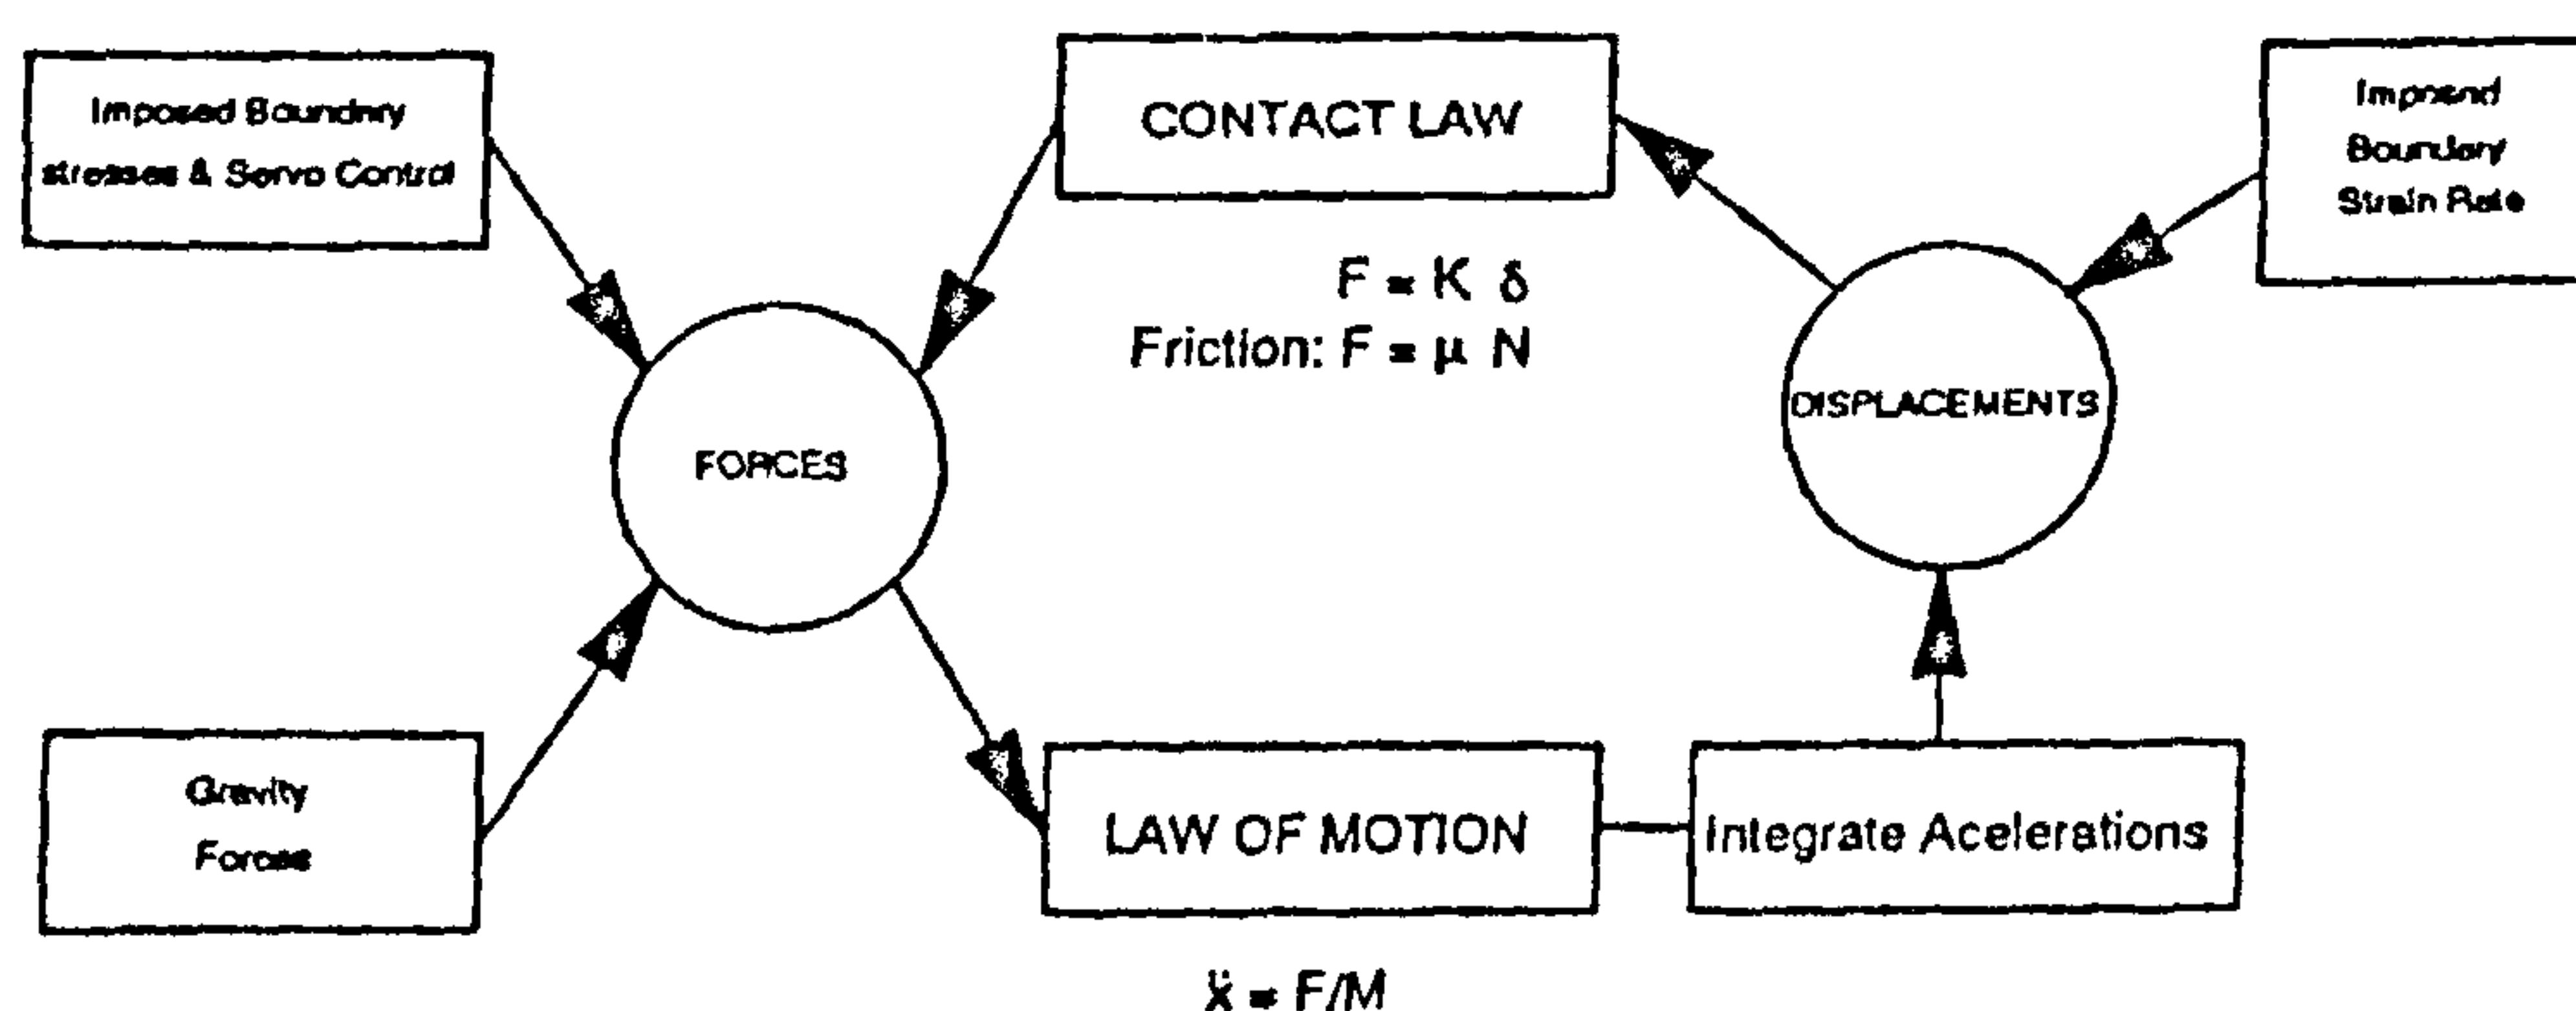 Imposed Boundary
stresses & Servo Control
CONTACT LAW
Imposed
Boundary
Strain Rate
F = K δ
Friction: F = μ N
FORCES
DISPLACEMENTS
Gravity
Forces
LAW OF MOTION
Integrate Acelerations
ẍ = F/M